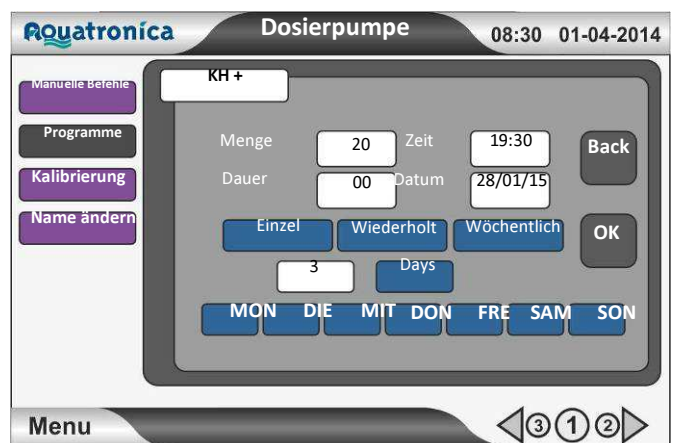 Aquatronica
Dosierpumpe
08:30 01-04-2014
Manuelle Befehle
Programme
Kalibrierung
Name ändern
KH +
Menge 20 Zeit 19:30
Dauer 00 Datum 28/01/15
Einzel Wiederholt Wöchentlich
3 Days
MON DIE MIT DON FRE SAM SON
Back
OK
Menu
3 1 2